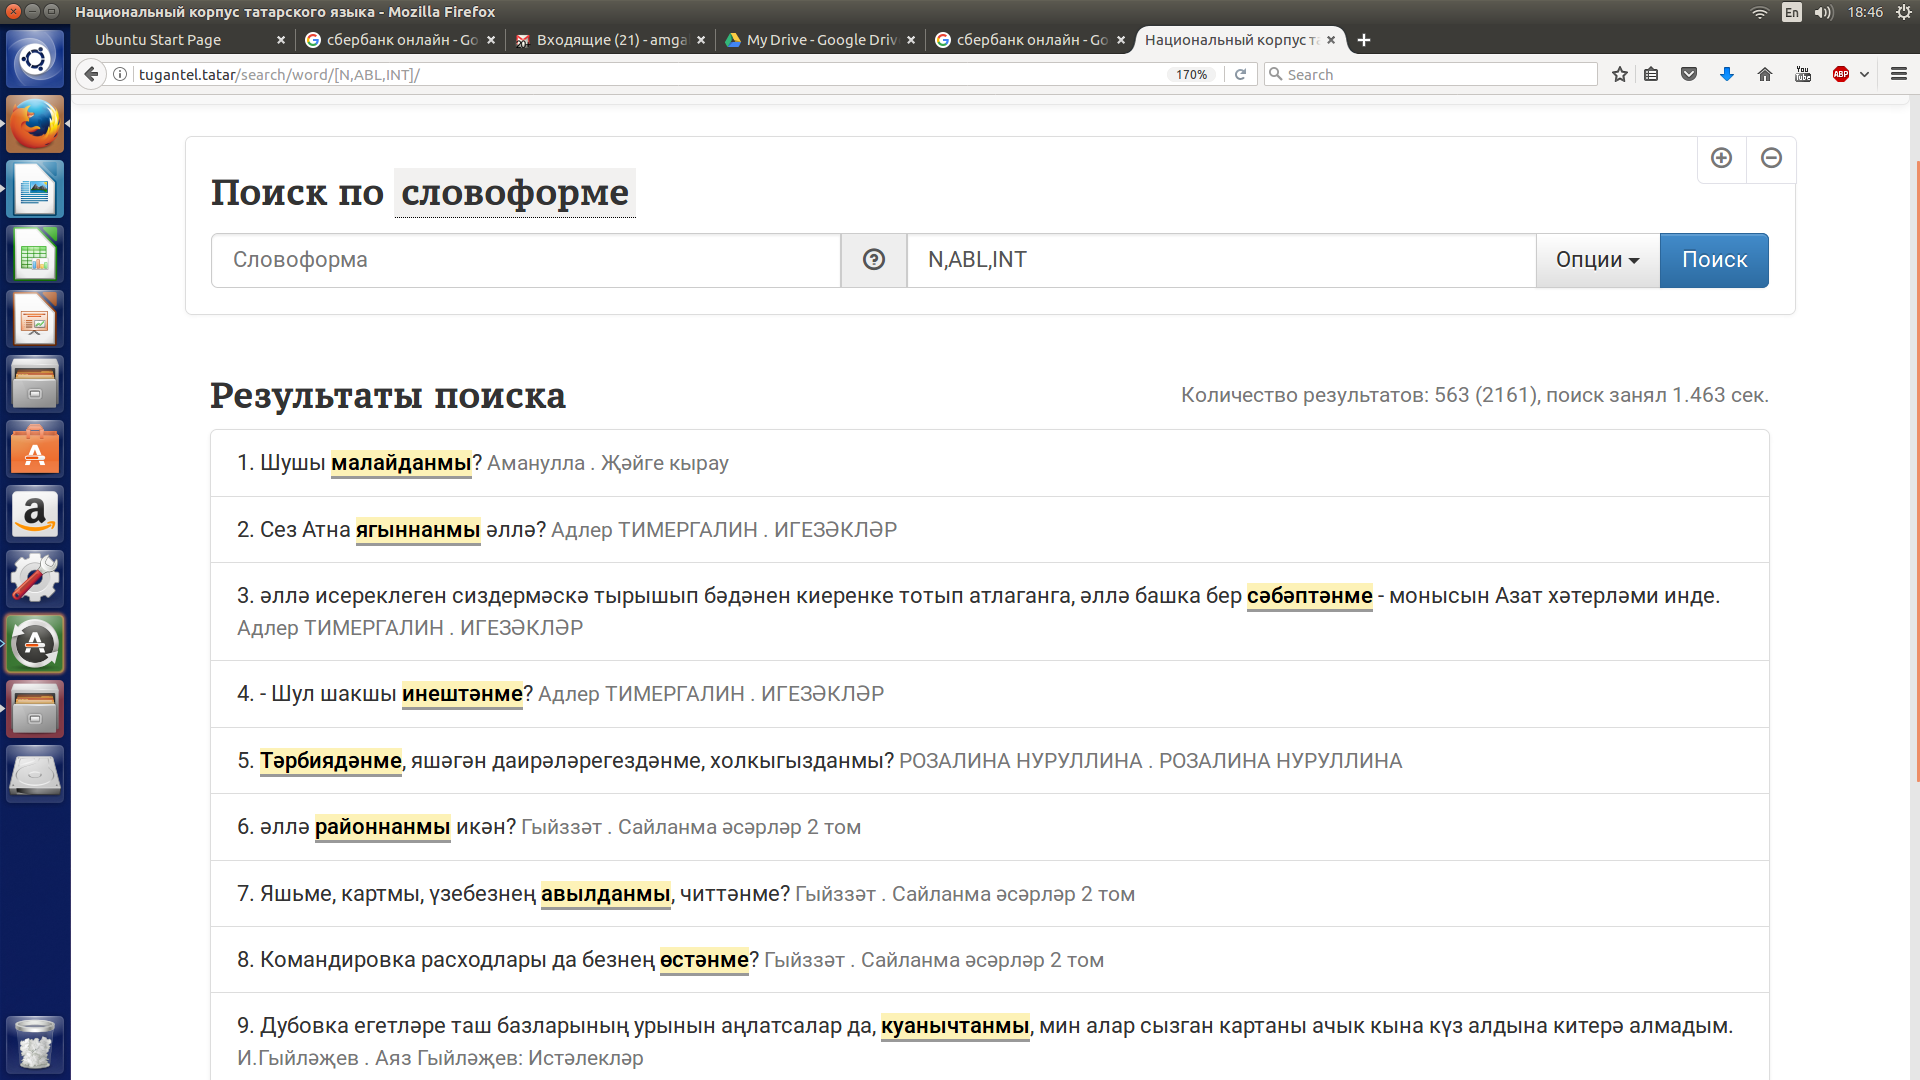 Национальный корпус татарского языка - Mozilla Firefox
En
18:46
Ubuntu Start Page
сбербанк онлайн - Go
Входящие (21) - amga
My Drive - Google Driv
сбербанк онлайн - Go
Национальный корпус та
tugantel.tatar/search/word/[N,ABL,INT]/
170%
Search
You Tube
ABP
Поиск по словоформе
Словоформа
N,ABL,INT
Опции
Поиск
Результаты поиска
Количество результатов: 563 (2161), поиск занял 1.463 сек.
1. Шушы малайданмы? Аманулла . Җәйге кырау
2. Сез Атна ягыннанмы әллә? Адлер ТИМЕРГАЛИН . ИГЕЗӘКЛӘР
3. әллә исереклеген сиздермәскә тырышып бәдәнен киеренке тотып атлаганга, әллә башка бер сәбәптәнме - монысын Азат хәтерләми инде.
Адлер ТИМЕРГАЛИН . ИГЕЗӘКЛӘР
4. - Шул шакшы инештәнме? Адлер ТИМЕРГАЛИН . ИГЕЗӘКЛӘР
5. Тәрбиядәнме, яшәгән даирәләрегездәнме, холкыгызданмы? РОЗАЛИНА НУРУЛЛИНА . РОЗАЛИНА НУРУЛЛИНА
6. әллә районнанмы икән? Гыйззәт . Сайланма әсәрләр 2 том
7. Яшьме, картмы, үзебезнең авылданмы, читтәнме? Гыйззәт . Сайланма әсәрләр 2 том
8. Командировка расходлары да безнең өстәнме? Гыйззәт . Сайланма әсәрләр 2 том
9. Дубовка егетләре таш базларының урынын аңлатсалар да, куанычтанмы, мин алар сызган картаны ачык кына күз алдына китерә алмадым.
И.Гыйләҗев . Аяз Гыйләҗев: Истәлекләр